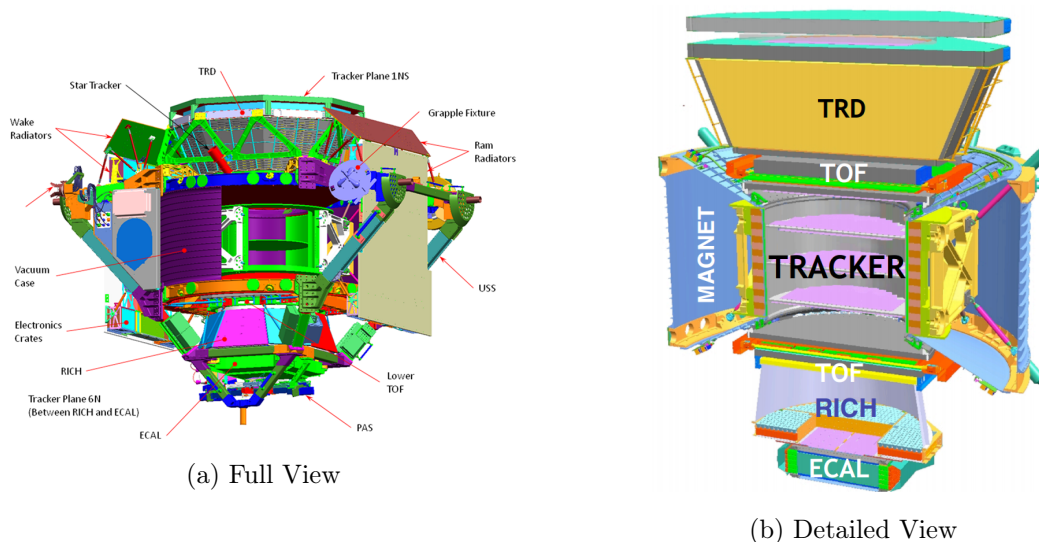 TRD
Tracker Plane 1NS
Star Tracker
Grapple Fixture
Wake
Radiators
Ram
Radiators
Vacuum
Case
USS
Electronics
Crates
RICH
Lower
TOF
Tracker Plane 6N
(Between RICH and ECAL)
ECAL
PAS
(a) Full View
TRD
TOF
MAGNET
TRACKER
TOF
RICH
ECAL
(b) Detailed View